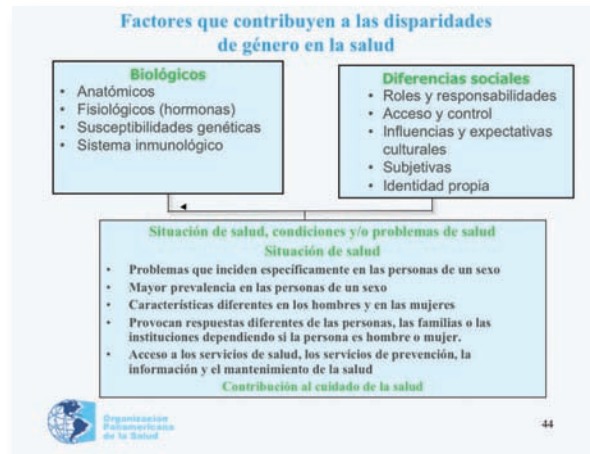 Factores que contribuyen a las disparidades
de género en la salud
Biológicos
• Anatómicos
• Fisiológicos (hormonas)
• Susceptibilidades genéticas
• Sistema inmunológico
Diferencias sociales
• Roles y responsabilidades
• Acceso y control
• Influencias y expectativas
culturales
• Subjetivas
• Identidad propia
Situación de salud, condiciones y/o problemas de salud
Situación de salud
• Problemas que inciden específicamente en las personas de un sexo
• Mayor prevalencia en las personas de un sexo
• Características diferentes en los hombres y en las mujeres
• Provocan respuestas diferentes de las personas, las familias o las
instituciones dependiendo si la persona es hombre o mujer.
• Acceso a los servicios de salud, los servicios de prevención, la
información y el mantenimiento de la salud
Contribución al cuidado de la salud
Organización
Panamericana
de la Salud
44